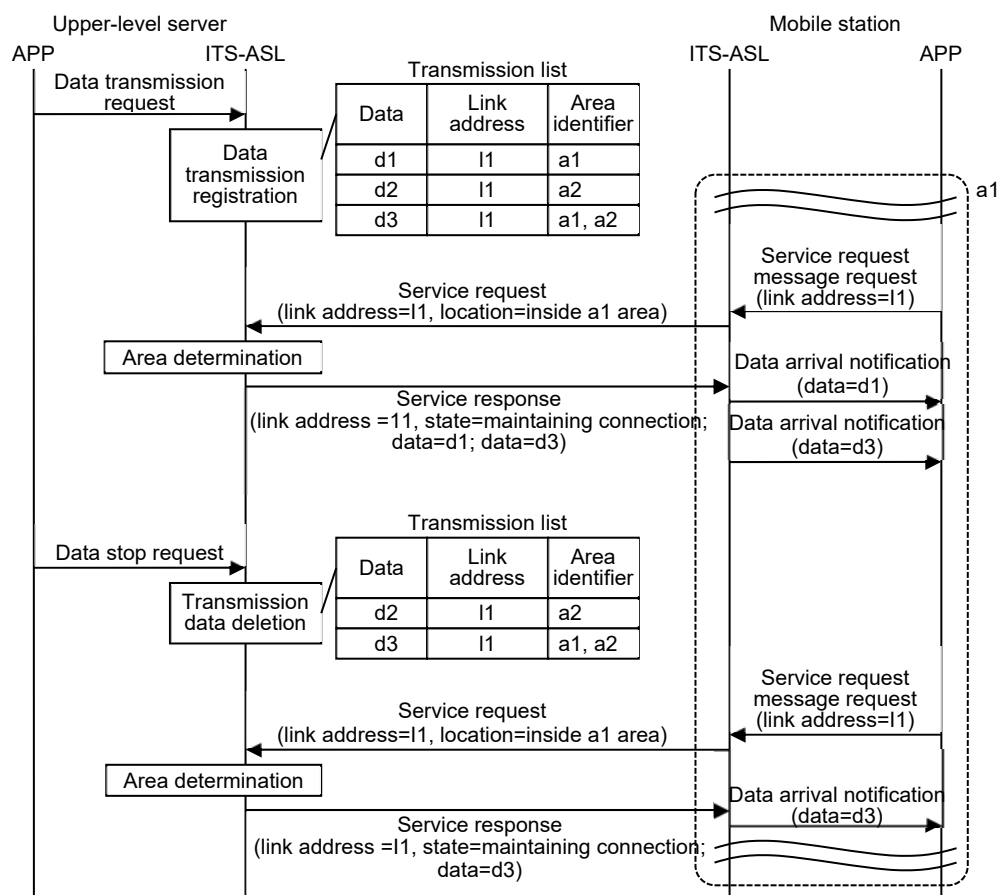 Upper-level server
Mobile station
APP
ITS-ASL
ITS-ASL
APP
Data transmission
request
Transmission list
Data
Link
address
Area
identifier
Data
transmission
registration
d1
l1
a1
d2
l1
a2
d3
l1
a1, a2
a1
Service request
message request
(link address=l1)
Service request
(link address=l1, location=inside a1 area)
Area determination
Data arrival notification
(data=d1)
Service response
(link address =11, state=maintaining connection;
data=d1; data=d3)
Data arrival notification
(data=d3)
Transmission list
Data stop request
Data
Link
address
Area
identifier
Transmission
data deletion
d2
l1
a2
d3
l1
a1, a2
Service request
message request
(link address=l1)
Service request
(link address=l1, location=inside a1 area)
Area determination
Data arrival notification
(data=d3)
Service response
(link address =l1, state=maintaining connection;
data=d3)